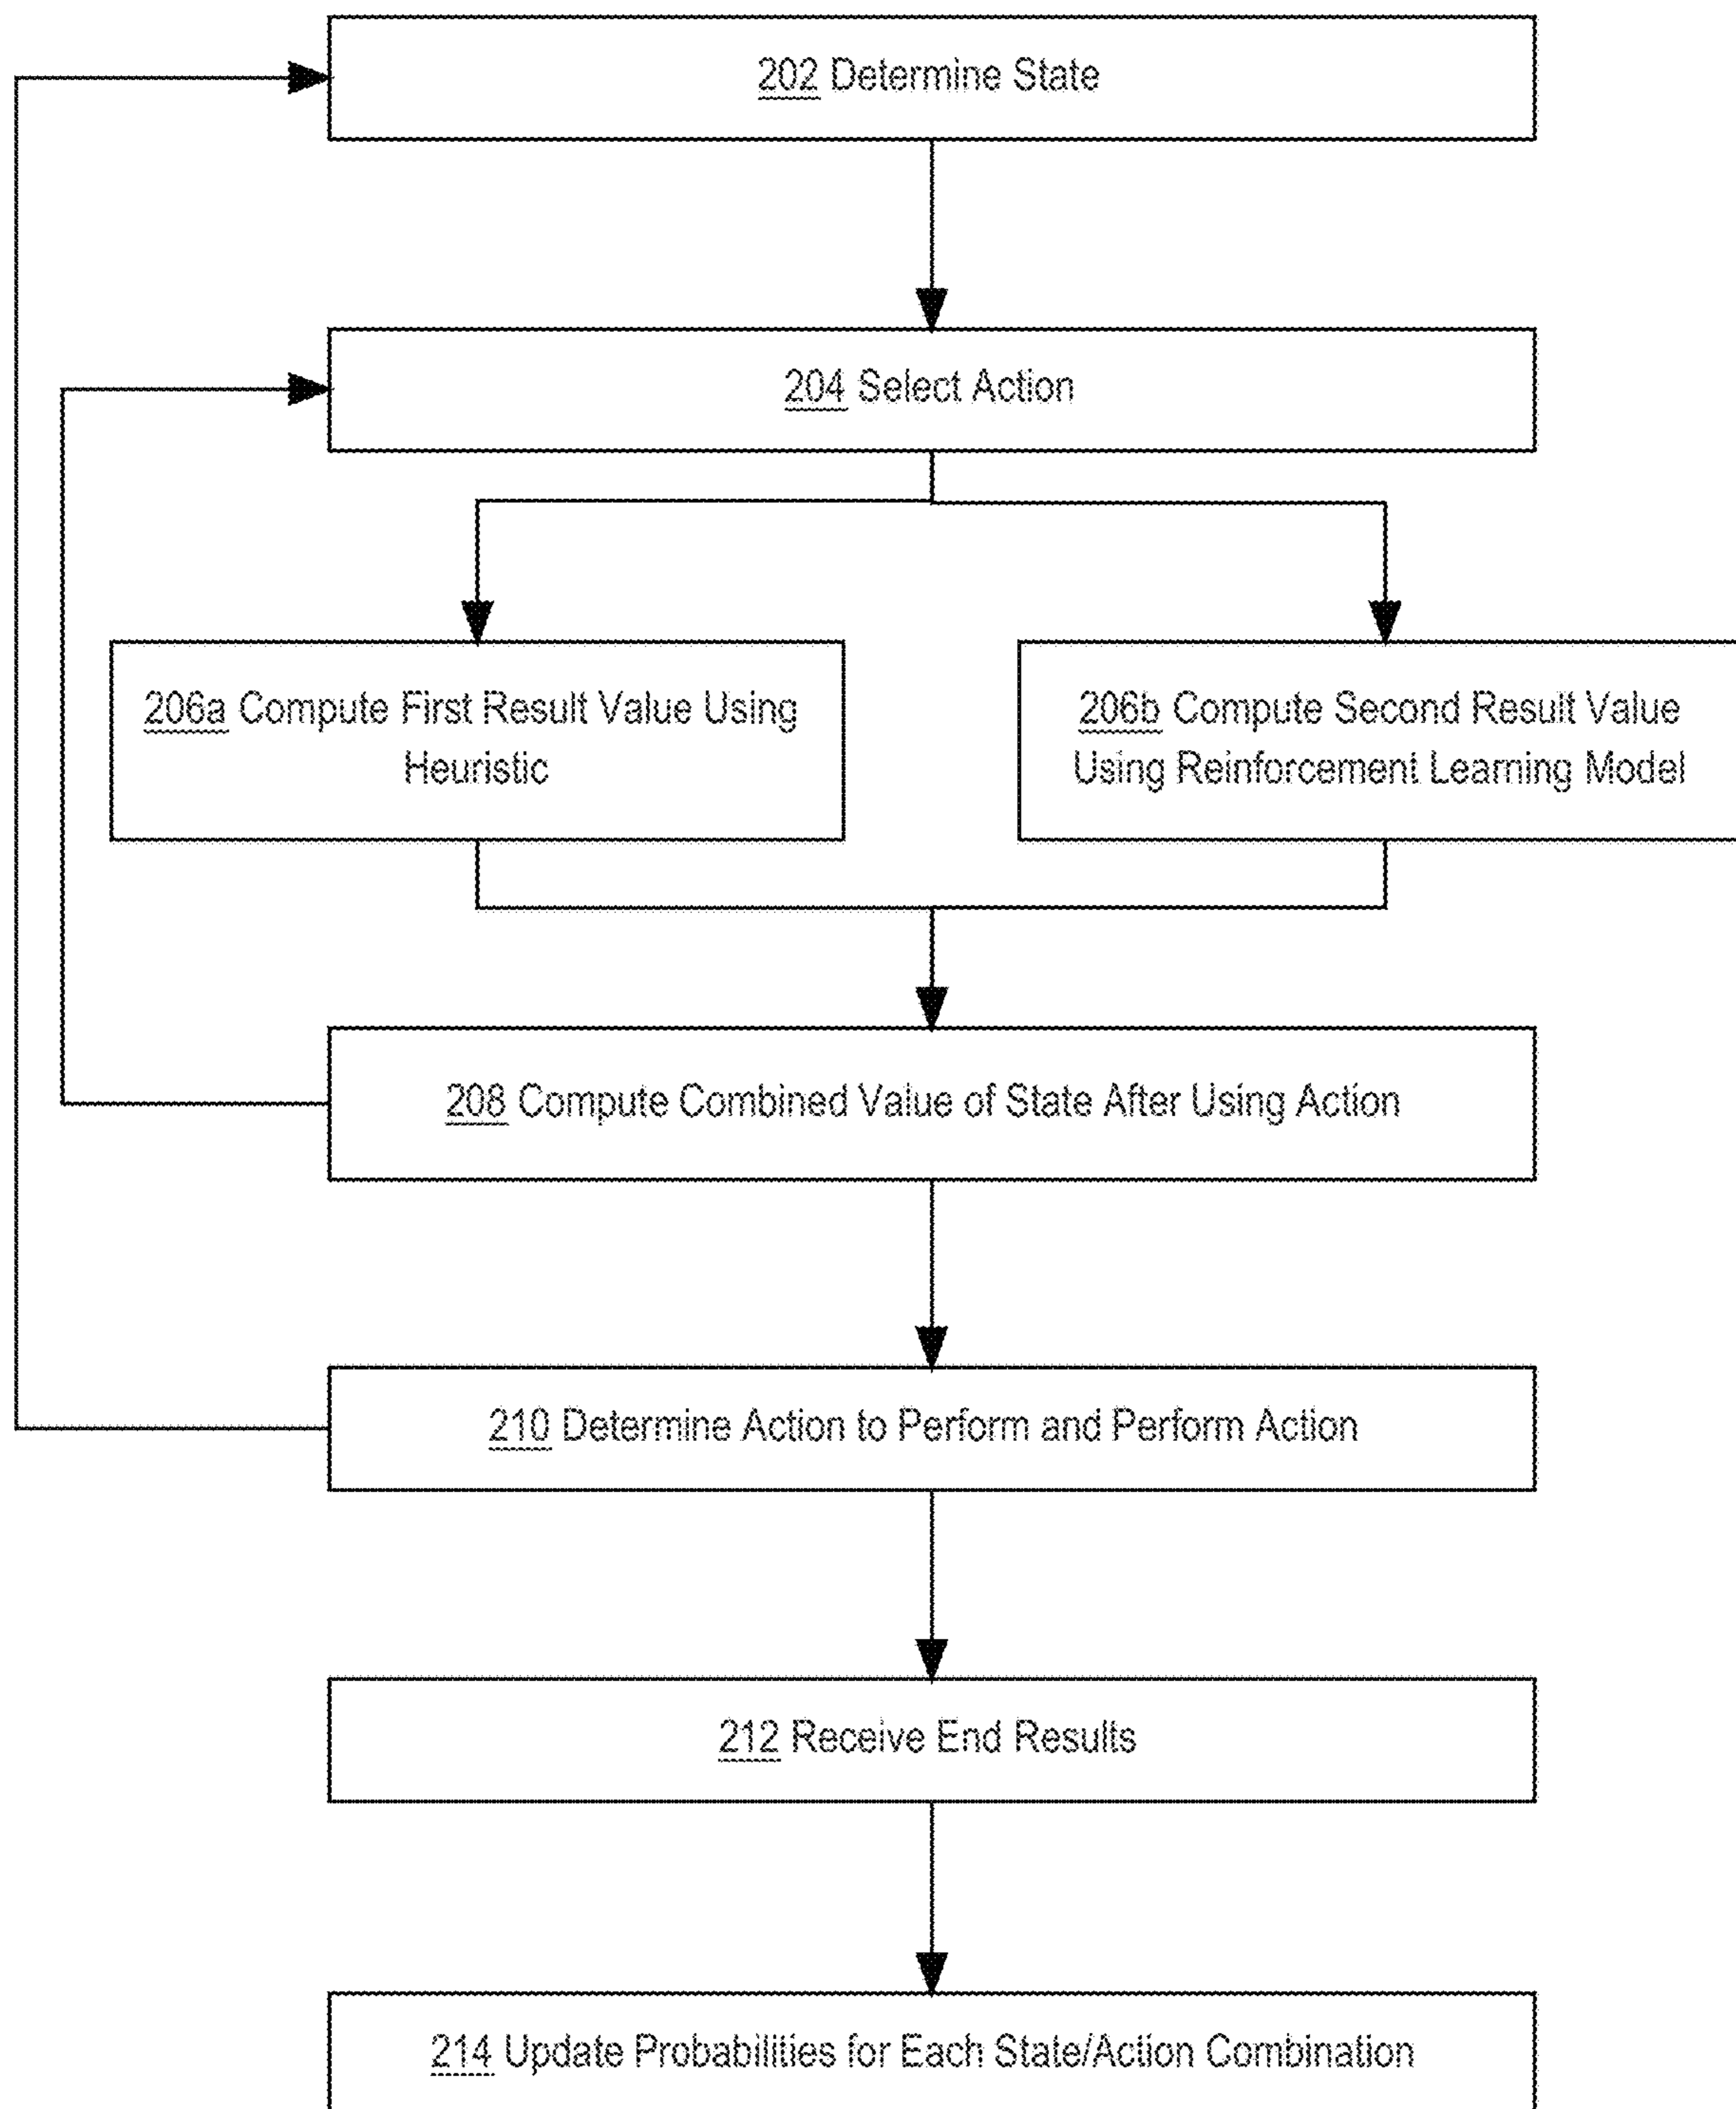 202 Determine State
204 Select Action
206a Compute First Result Value Using
Heuristic
206b Compute Second Result Value
Using Reinforcement Learning Model
208 Compute Combined Value of State After Using Action
210 Determine Action to Perform and Perform Action
212 Receive End Results
214 Update Probabilities for Each State/Action Combination